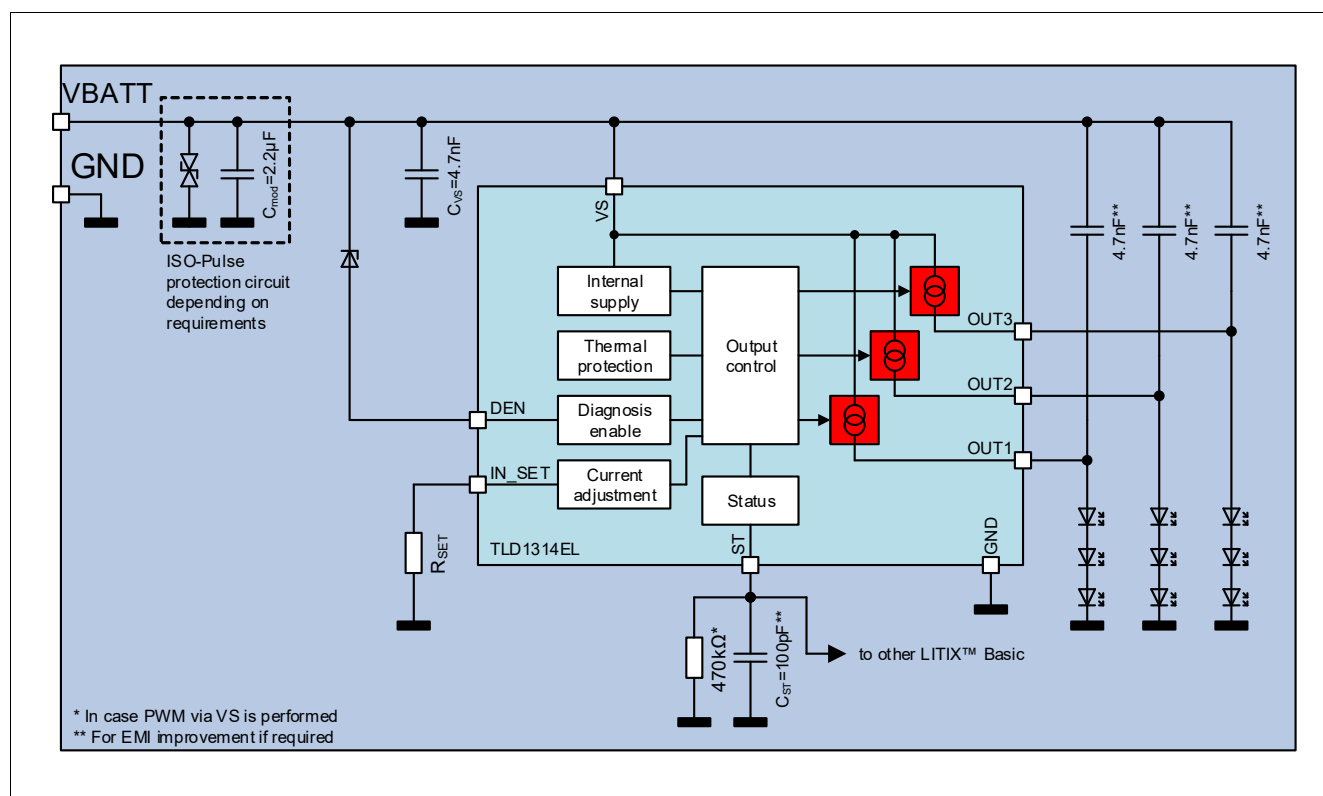 VBATT
GND
Cmod=2.2µF
ISO-Pulse
protection circuit
depending on
requirements
CVS=4.7nF
VS
4.7nF**
4.7nF**
4.7nF**
Internal
supply
Thermal
protection
Output
control
OUT3
OUT2
OUT1
DEN
Diagnosis
enable
IN_SET
Current
adjustment
Status
RSET
TLD1314EL
ST
GND
470kΩ*
CST=100pF**
to other LITIX™ Basic
* In case PWM via VS is performed
** For EMI improvement if required